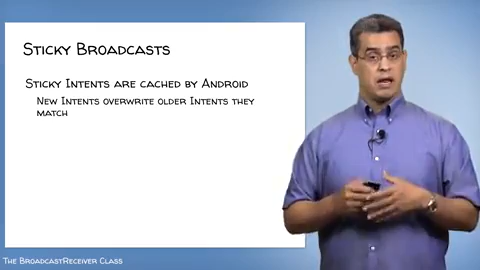 Sticky Broadcasts
Sticky Intents are cached by Android
New Intents overwrite older Intents they
match
The BroadcastReceiver Class